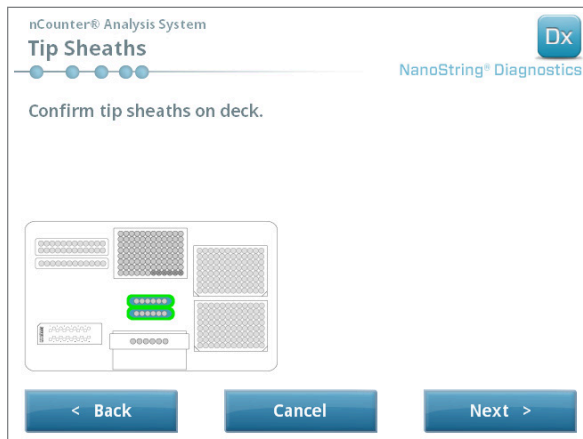 nCounter® Analysis System
Tip Sheaths
Dx
NanoString® Diagnostics
Confirm tip sheaths on deck.
< Back
Cancel
Next >